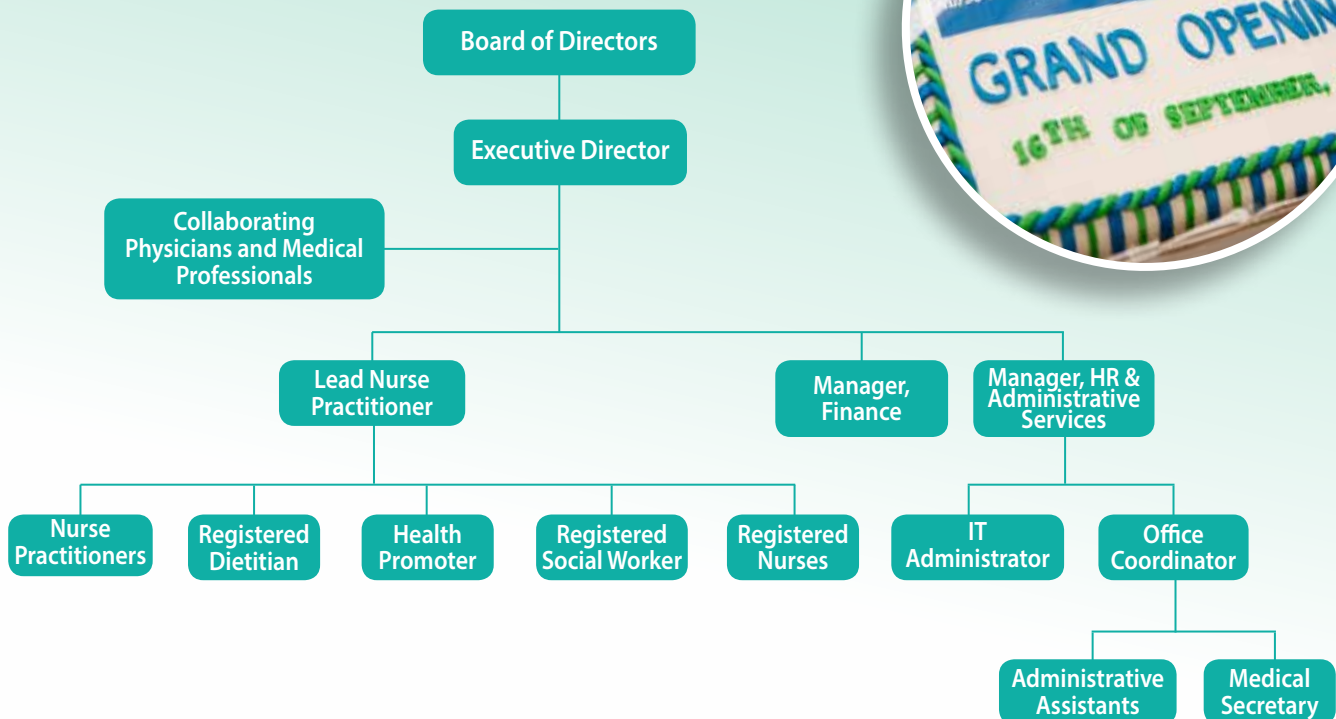 Board of Directors
GRAND OPENIN
16TH OF SEPTEMBER,
Executive Director
Collaborating
Physicians and Medical
Professionals
Lead Nurse
Practitioner
Manager,
Finance
Manager, HR &
Administrative
Services
Nurse
Practitioners
Registered
Dietitian
Health
Promoter
Registered
Social Worker
Registered
Nurses
IT
Administrator
Office
Coordinator
Administrative
Assistants
Medical
Secretary